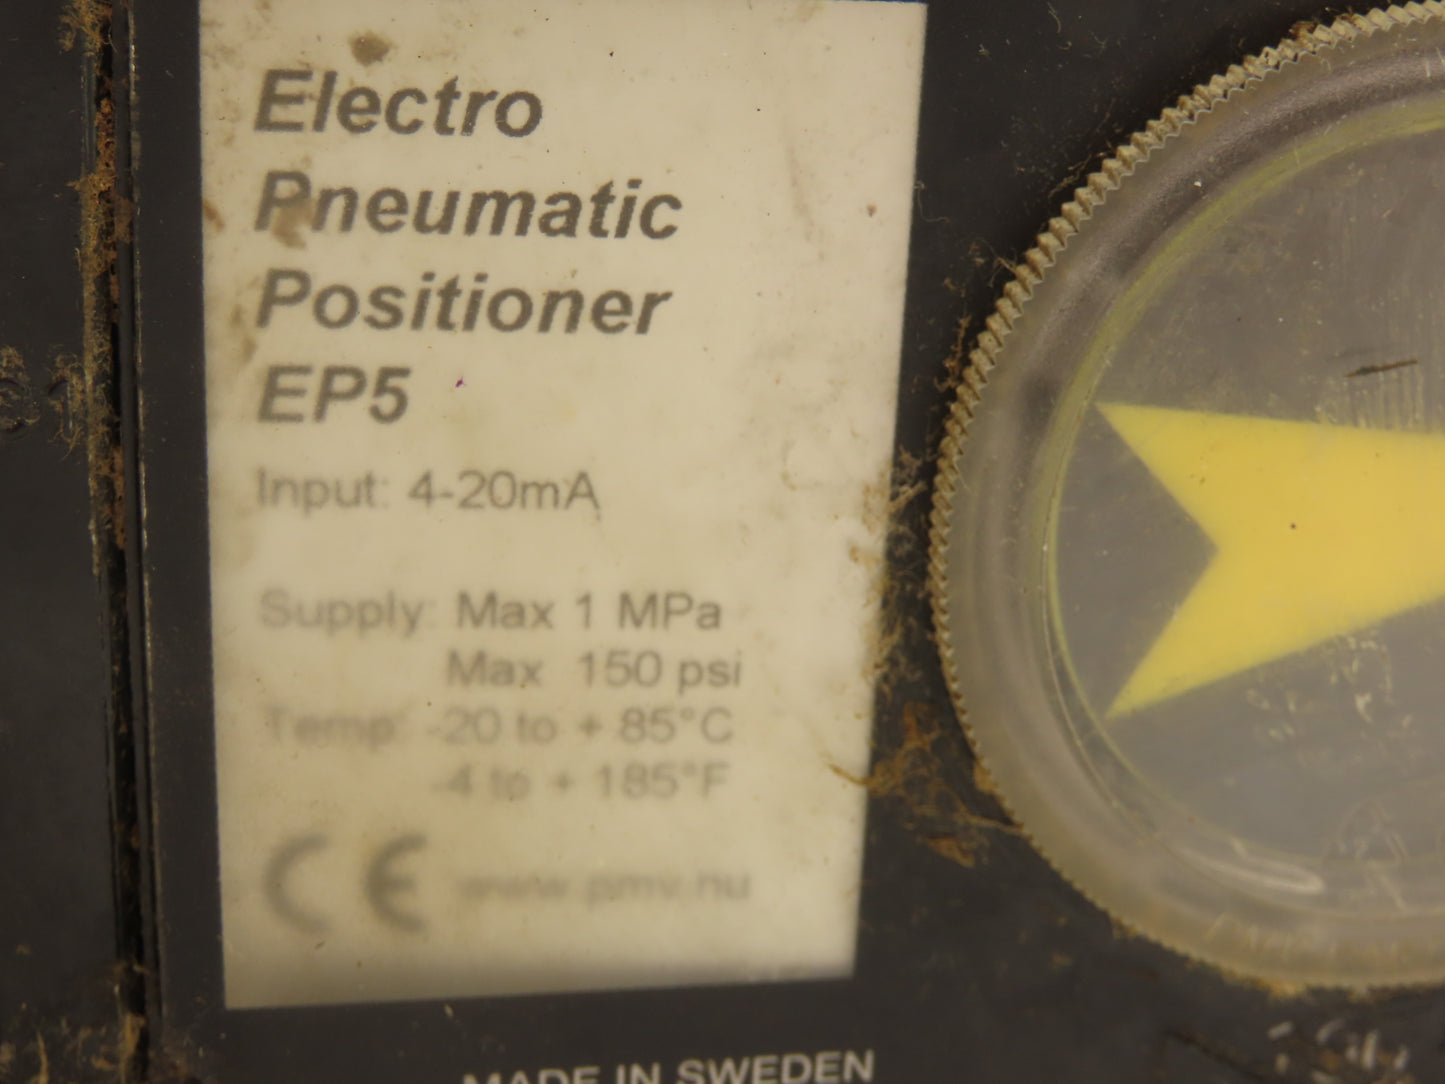 Electro
Pneumatic
Positioner
EP5
Input: 4-20mA
Supply: Max 1 MPa
Max 150 psi
Temp: -20 to + 85°C
-4 to + 185°F
CE www.pmv.nu
MADE IN SWEDEN